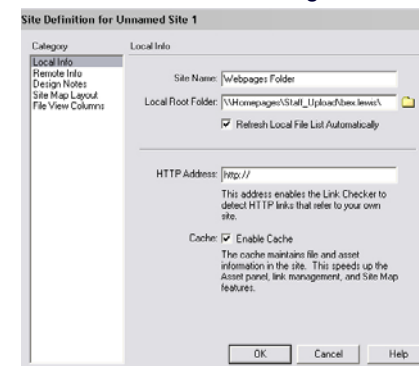 Site Definition for Unnamed Site 1
Category
Local Info
Remote Info
Design Notes
Site Map Layout
File View Columns
Local Info
Site Name: Webpages Folder
Local Root Folder: \\Homepages\Staff_Upload\bex.lewis\
Refresh Local File List Automatically
HTTP Address: http://
This address enables the Link Checker to
detect HTTP links that refer to your own
site.
Cache: Enable Cache
The cache maintains file and asset
information in the site. This speeds up the
Asset panel, link management, and Site Map
features.
OK Cancel Help